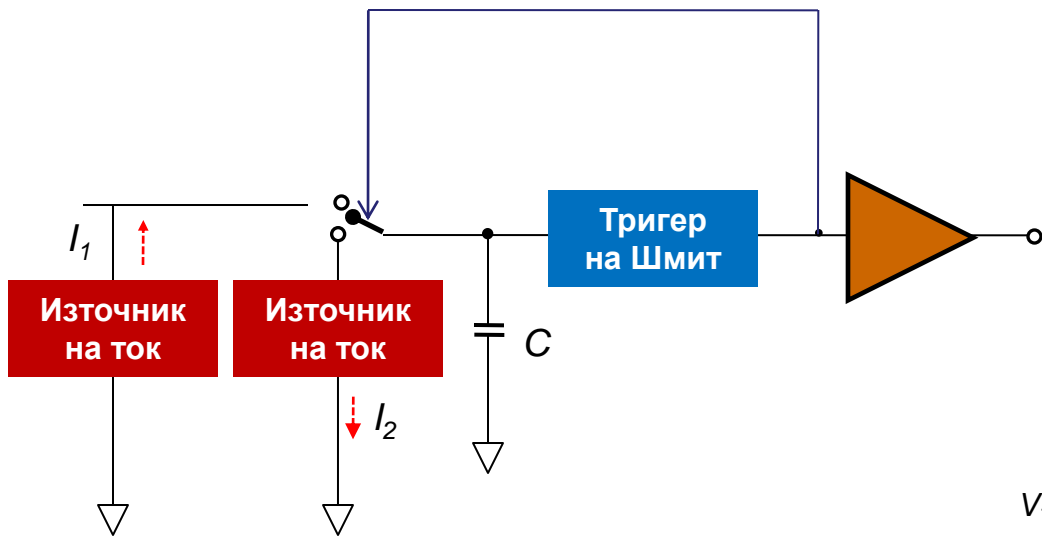 I1
Източник
на ток
Източник
на ток
I2
C
Тригер
на Шмит